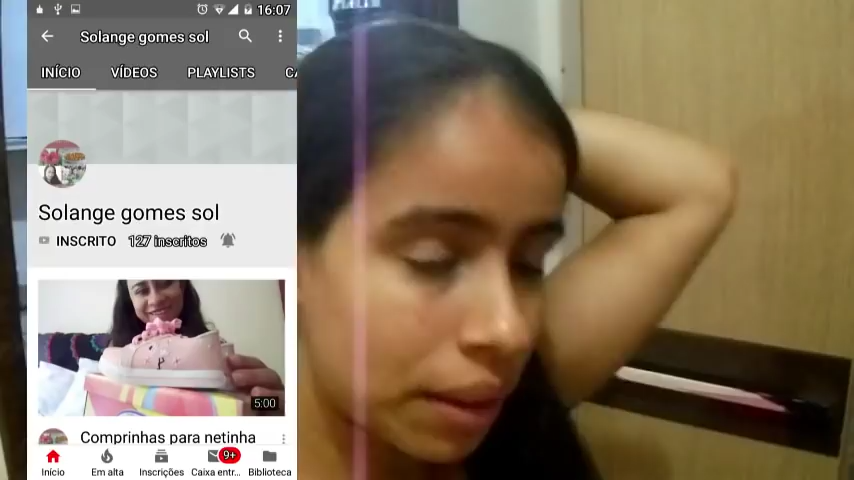 16:07
Solange gomes sol
INÍCIO VÍDEOS PLAYLISTS
Solange gomes sol
INSCRITO 127 inscritos
5:00
Comprinhas para netinha
9+
Início Em alta Inscrições Caixa entr... Biblioteca